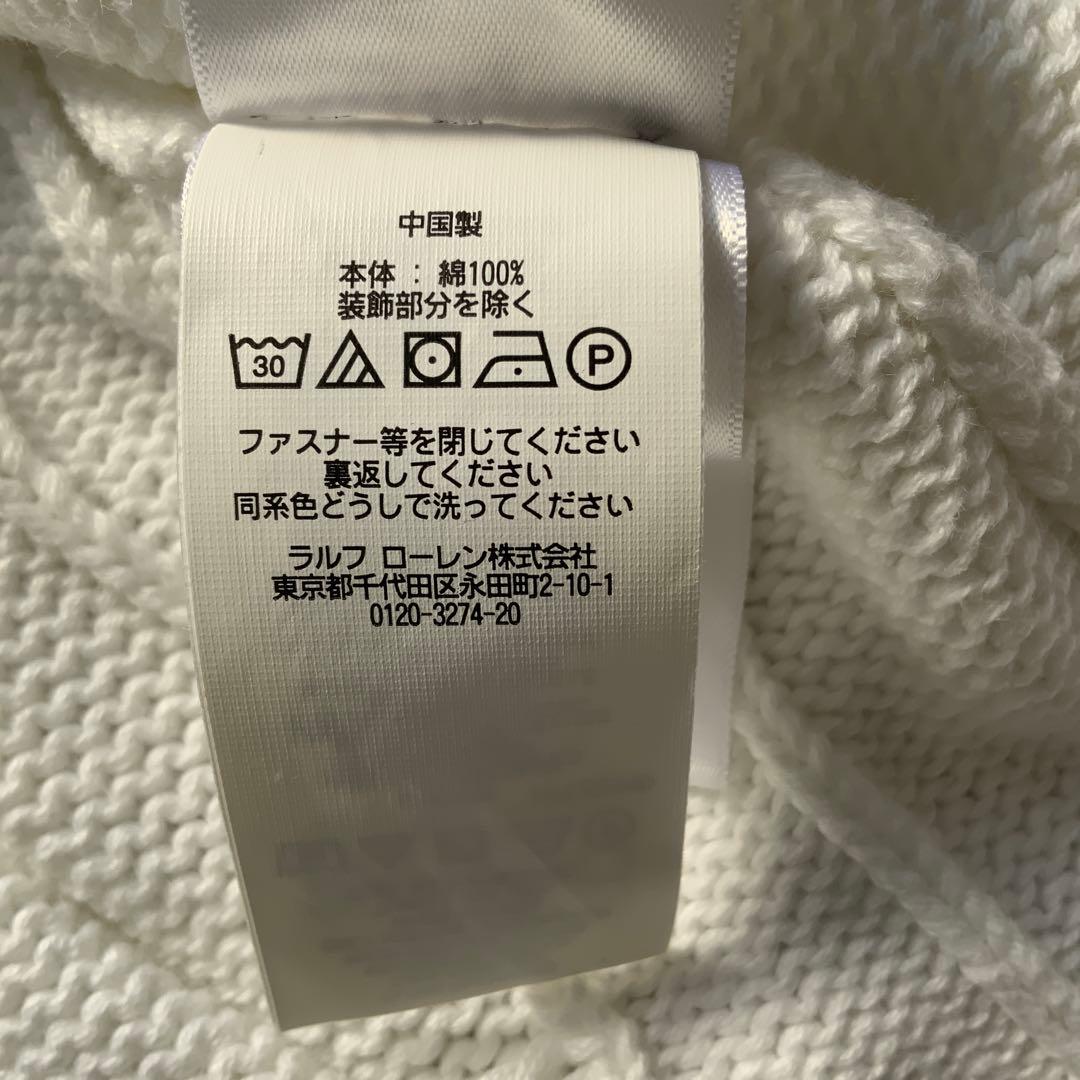 中国製
本体 : 綿100%
装飾部分を除く
30 P
ファスナー等を閉じてください
裏返してください
同系色どうしで洗ってください
ラルフ ローレン株式会社
東京都千代田区永田町2-10-1
0120-3274-20